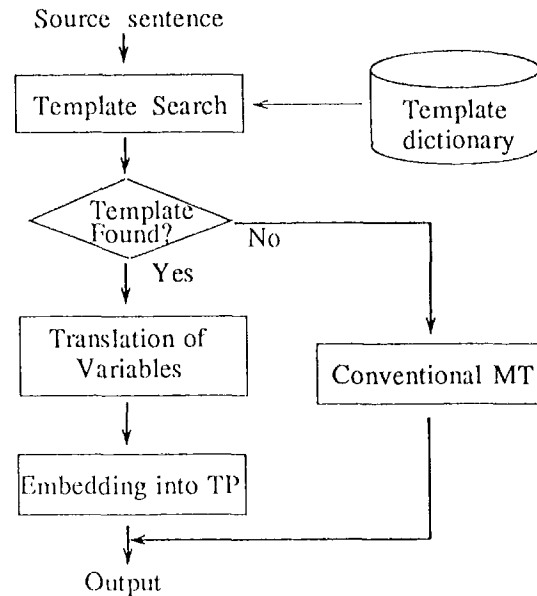 Source sentence
Template Search
Template
dictionary
Template
Found?
No
Yes
Translation of
Variables
Conventional MT
Embedding into TP
Output